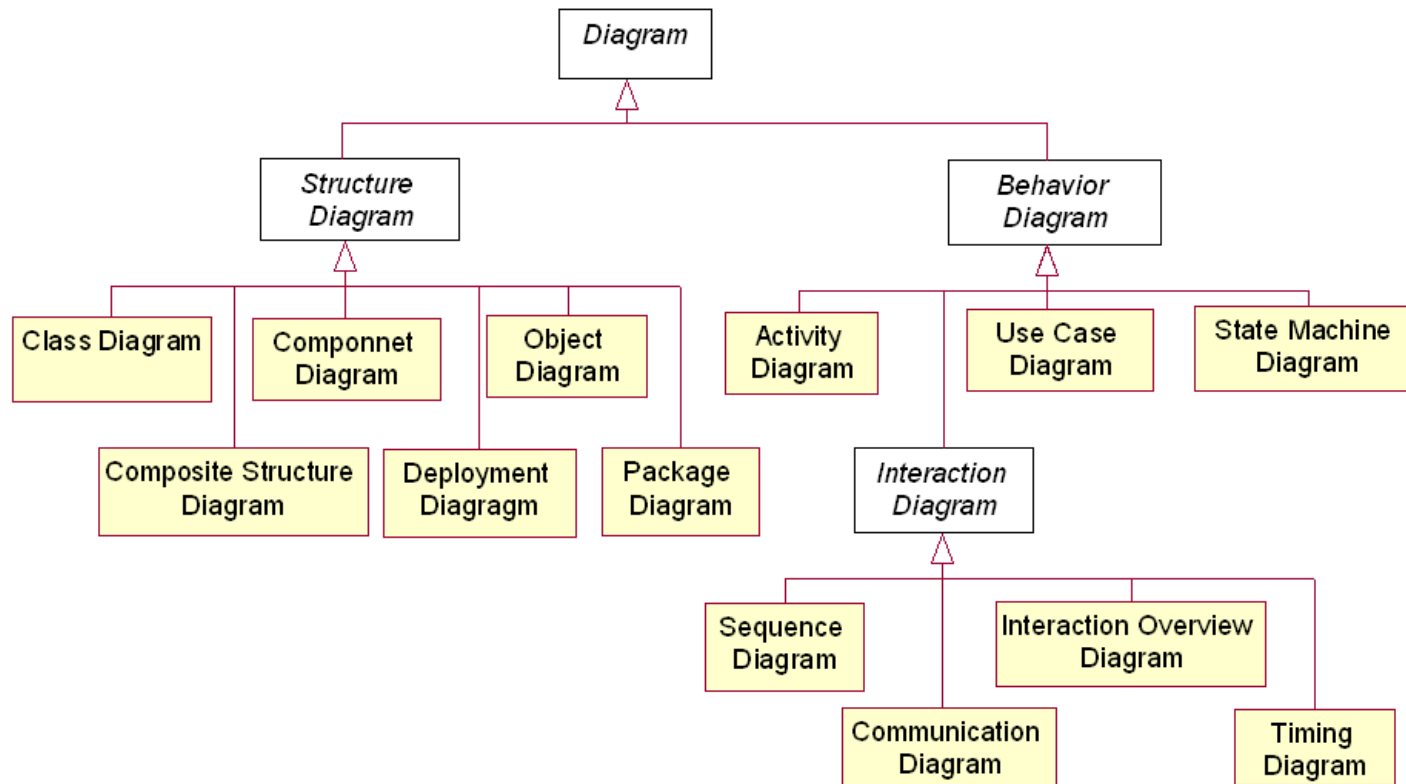 Diagram
Structure
Diagram
Behavior
Diagram
Class Diagram
Componnet
Diagram
Object
Diagram
Activity
Diagram
Use Case
Diagram
State Machine
Diagram
Composite Structure
Diagram
Deployment
Diagragm
Package
Diagram
Interaction
Diagram
Sequence
Diagram
Interaction Overview
Diagram
Communication
Diagram
Timing
Diagram